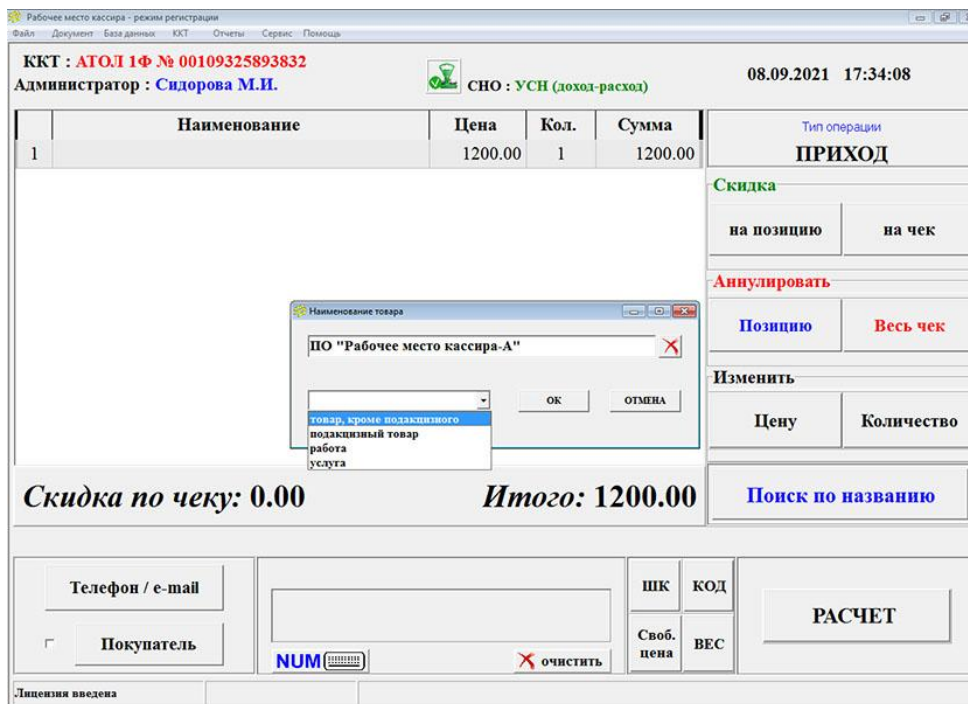 Рабочее место кассира - режим регистрации
Файл Документ База данных ККТ Отчеты Сервис Помощь
ККТ : АТОЛ 1Ф № 00109325893832
Администратор : Сидорова М.И.
СНО : УСН (доход-расход)
08.09.2021 17:34:08
Наименование Цена Кол. Сумма
1 1200.00 1 1200.00
Тип операции
ПРИХОД
Скидка
на позицию на чек
Аннулировать
Позицию Весь чек
Изменить
Цену Количество
Наименование товара
ПО "Рабочее место кассира-А"
ОК ОТМЕНА
товар, кроме подакцизного
подакцизный товар
работа
услуга
Скидка по чеку: 0.00 Итого: 1200.00
Поиск по названию
Телефон / e-mail
Покупатель
NUM
очистить
ШК КОД
Своб. цена ВЕС
РАСЧЕТ
Лицензия введена